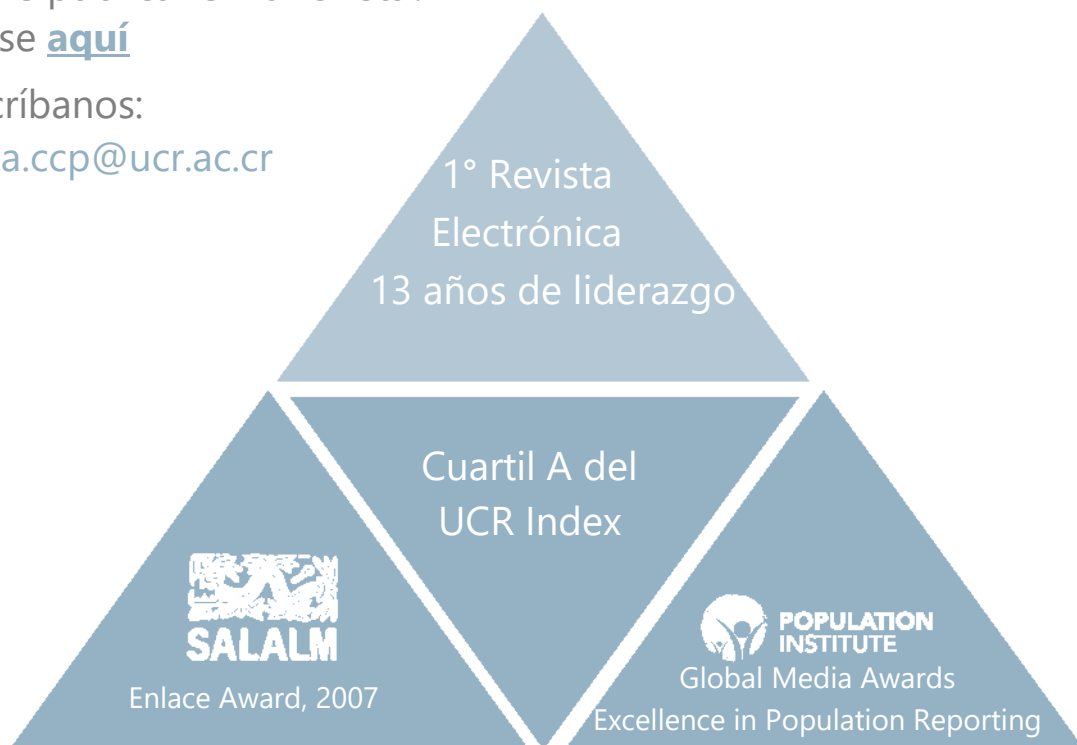 se aquí
críbanos:
a.ccp@ucr.ac.cr
1° Revista
Electrónica
13 años de liderazgo
Cuartil A del
UCR Index
SALALM
Enlace Award, 2007
POPULATION
INSTITUTE
Global Media Awards
Excellence in Population Reporting